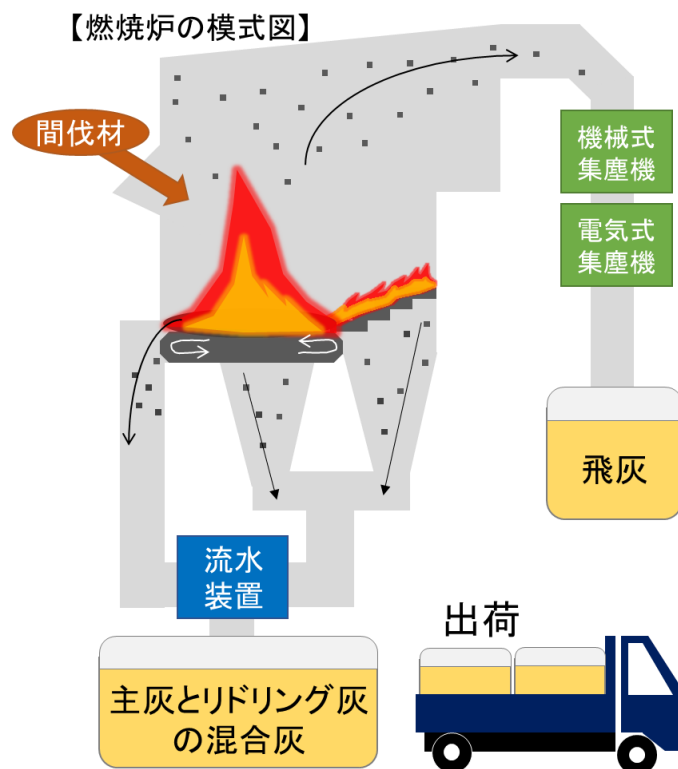 【燃焼炉の模式図】
間伐材
機械式
集塵機
電気式
集塵機
飛灰
流水
装置
出荷
主灰とリドリング灰
の混合灰